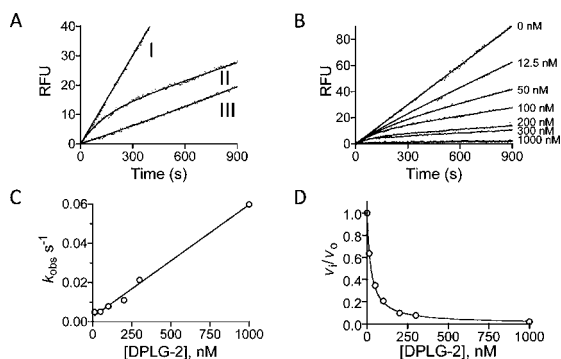 A
40
30
20
10
0
RFU
I
II
III
0
300
600
900
Time (s)
B
80
60
40
20
0
RFU
0 nM
12.5 nM
50 nM
100 nM
200 nM
300 nM
1000 nM
0
300
600
900
Time (s)
C
0.06
0.04
0.02
0.00
kobs s-1
0
250
500
750
1000
[DPLG-2], nM
D
1.0
0.8
0.6
0.4
0.2
0.0
vi/vo
0
250
500
750
1000
[DPLG-2], nM